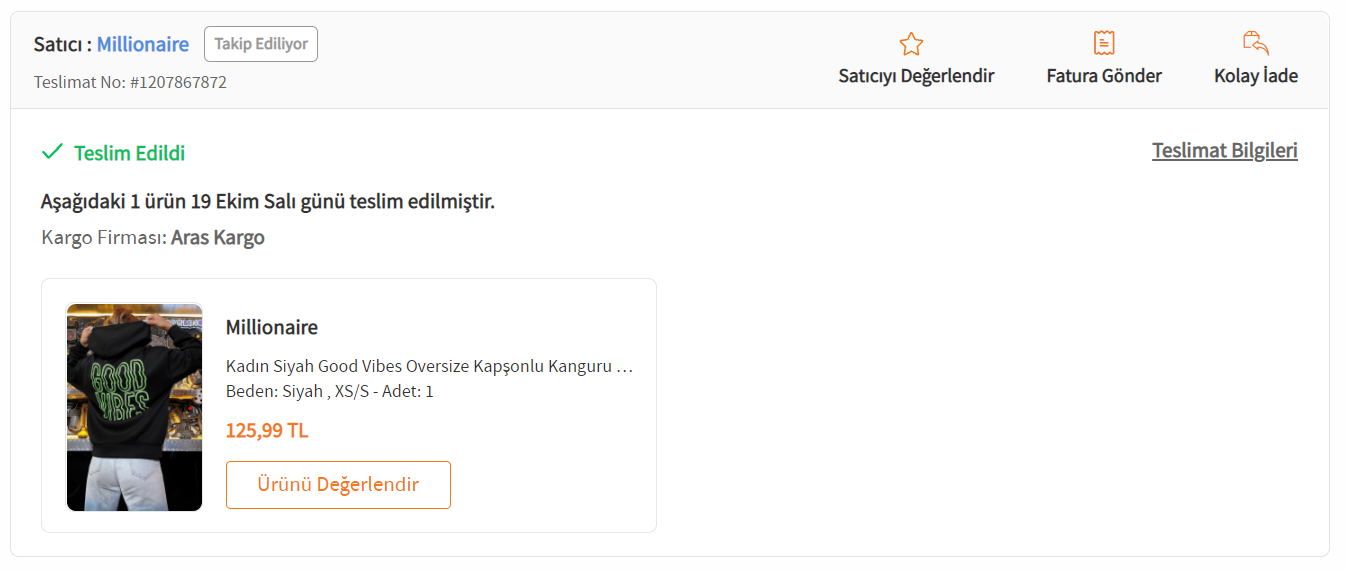 Satıcı : Millionaire Takip Ediliyor
Teslimat No: #1207867872
Satıcıyı Değerlendir
Fatura Gönder
Kolay İade
Teslim Edildi
Teslimat Bilgileri
Aşağıdaki 1 ürün 19 Ekim Salı günü teslim edilmiştir.
Kargo Firması: Aras Kargo
GOOD
VIBES
Millionaire
Kadın Siyah Good Vibes Oversize Kapşonlu Kanguru …
Beden: Siyah , XS/S - Adet: 1
125,99 TL
Ürünü Değerlendir